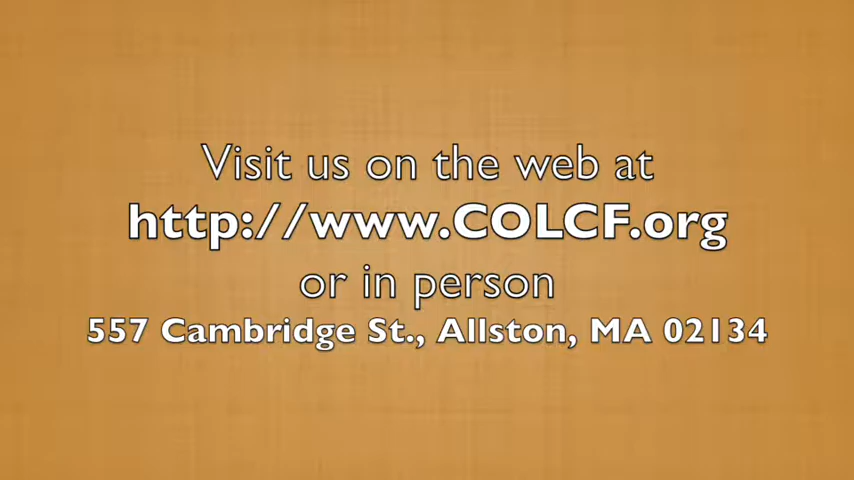 Visit us on the web at
http://www.COLCF.org
or in person
557 Cambridge St., Allston, MA 02134